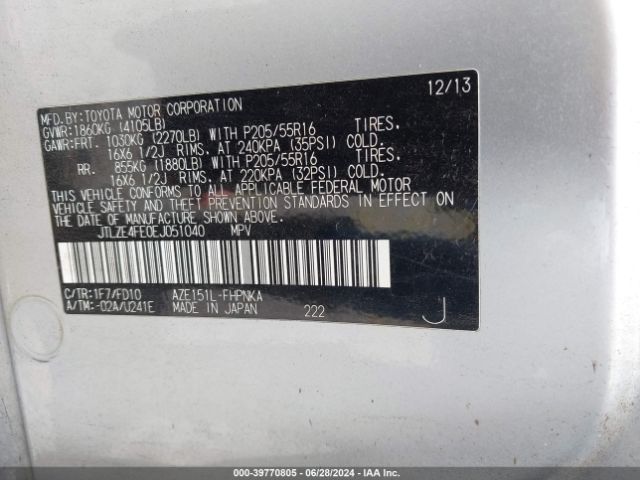 MFD.BY:TOYOTA MOTOR CORPORATION 12/13
GVWR:1860KG (4105LB)
GAWR:FRT. 1030KG (2270LB) WITH P205/55R16 TIRES.
16X6 1/2J RIMS. AT 240KPA (35PSI) COLD.
RR. 855KG (1880LB) WITH P205/55R16 TIRES.
16X6 1/2J RIMS. AT 220KPA (32PSI) COLD.
THIS VEHICLE CONFORMS TO ALL APPLICABLE FEDERAL MOTOR
VEHICLE SAFETY AND THEFT PREVENTION STANDARDS IN EFFECT ON
THE DATE OF MANUFACTURE SHOWN ABOVE.
JTLZE4FE0EJ051040 MPV
C/TR:1F7/FD10 AZE151L-FHPNKA
A/TM:-02A/U241E MADE IN JAPAN 222 J
000-39770805 - 06/28/2024 - IAA Inc.